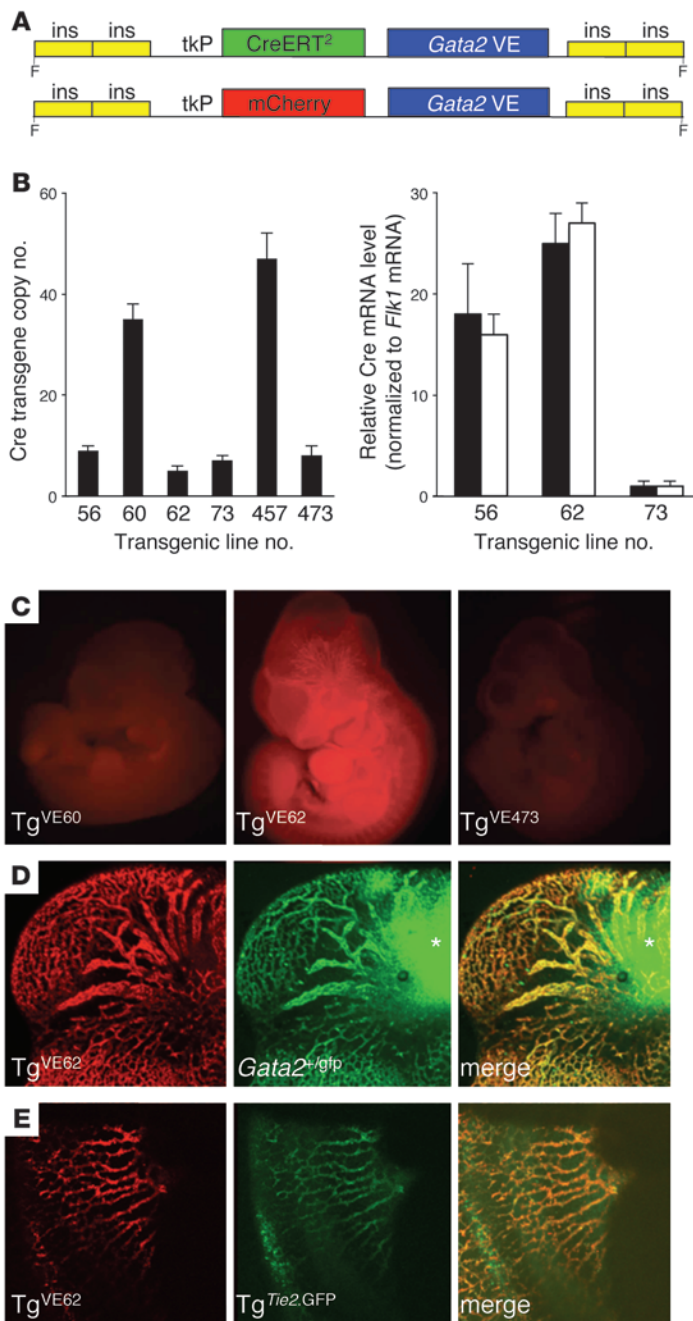 A
ins ins ins ins
tkP CreERT2 Gata2 VE
F F
ins ins ins ins
tkP mCherry Gata2 VE
F F
B
Cre transgene copy no.
60
40
20
0
56 60 62 73 457 473
Transgenic line no.
Relative Cre mRNA level
(normalized to Flk1 mRNA)
30
20
10
0
56 62 73
Transgenic line no.
C
TgVE60 TgVE62 TgVE473
D
* *
TgVE62 Gata2+/gfp merge
E
TgVE62 TgTie2.GFP merge